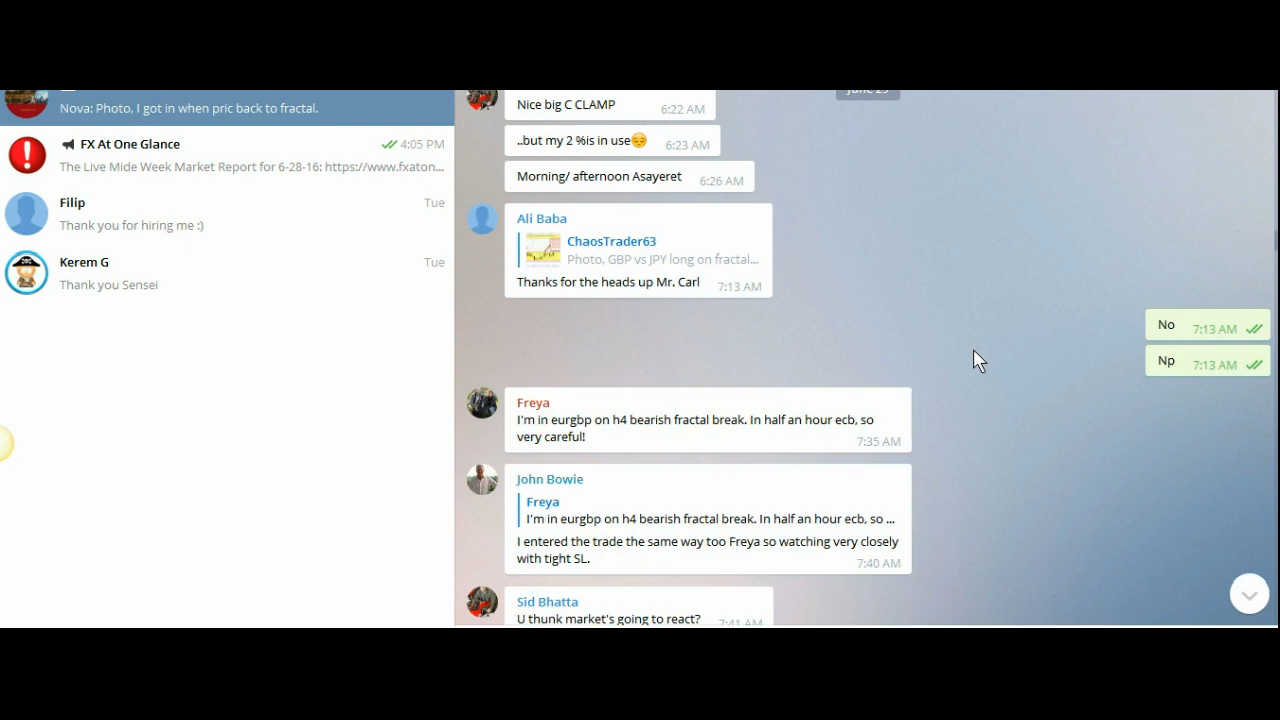 Nova: Photo, I got in when pric back to fractal.
FX At One Glance
4:05 PM
The Live Mide Week Market Report for 6-28-16: https://www.fxaton...
Filip
Tue
Thank you for hiring me :)
Kerem G
Tue
Thank you Sensei
Nice big C CLAMP
6:22 AM
..but my 2 %is in use😔
6:23 AM
Morning/ afternoon Asayeret
6:26 AM
Ali Baba
ChaosTrader63
Photo, GBP vs JPY long on fractal...
Thanks for the heads up Mr. Carl
7:13 AM
No
7:13 AM
Np
7:13 AM
Freya
I'm in eurgbp on h4 bearish fractal break. In half an hour ecb, so
very careful!
7:35 AM
John Bowie
Freya
I'm in eurgbp on h4 bearish fractal break. In half an hour ecb, so ...
I entered the trade the same way too Freya so watching very closely
with tight SL.
7:40 AM
Sid Bhatta
U thunk market's going to react?
7:41 AM